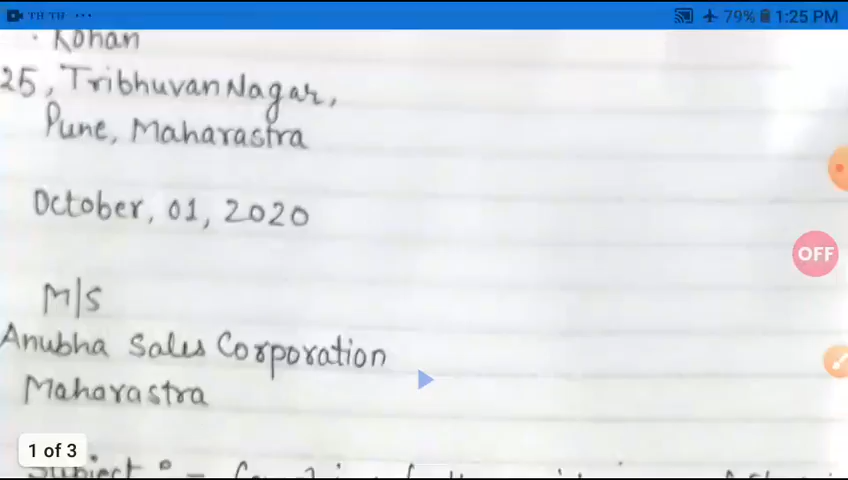 79% 1:25 PM
Rohan
25, Tribhuvan Nagar,
Pune, Maharastra
October, 01, 2020
M/S
Anubha Sales Corporation
Maharastra
OFF
1 of 3
Subject :-